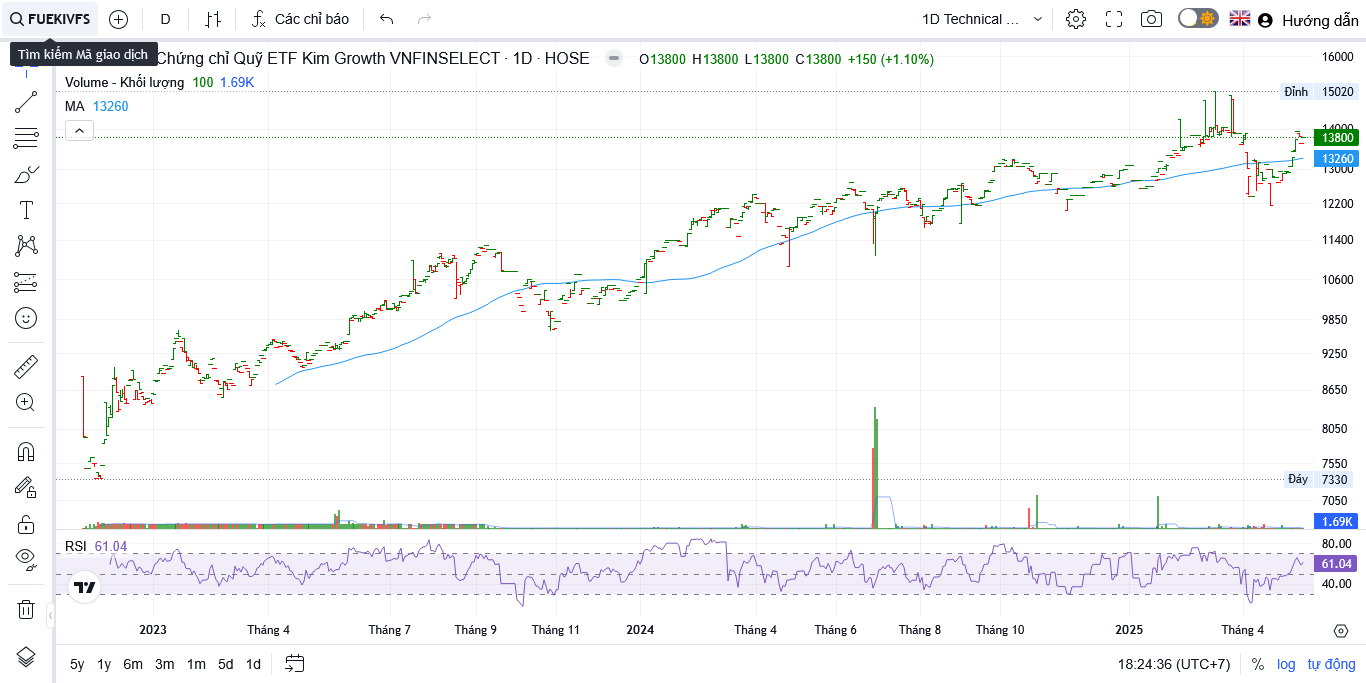 FUEKIVFS D Các chỉ báo 1D Technical ... Hướng dẫn
Tìm kiếm Mã giao dịch
Chứng chỉ Quỹ ETF Kim Growth VNFINSELECT · 1D · HOSE O13800 H13800 L13800 C13800 +150 (+1.10%)
Volume - Khối lượng 100 1.69K
MA 13260
16000
Đỉnh 15020
14000
13800
13260
13000
12200
11400
10600
9850
9250
8650
8050
7550
Đáy 7330
7050
1.69K
RSI 61.04
80.00
61.04
40.00
2023 Tháng 4 Tháng 7 Tháng 9 Tháng 11 2024 Tháng 4 Tháng 6 Tháng 8 Tháng 10 2025 Tháng 4
5y 1y 6m 3m 1m 5d 1d 18:24:36 (UTC+7) % log tự động